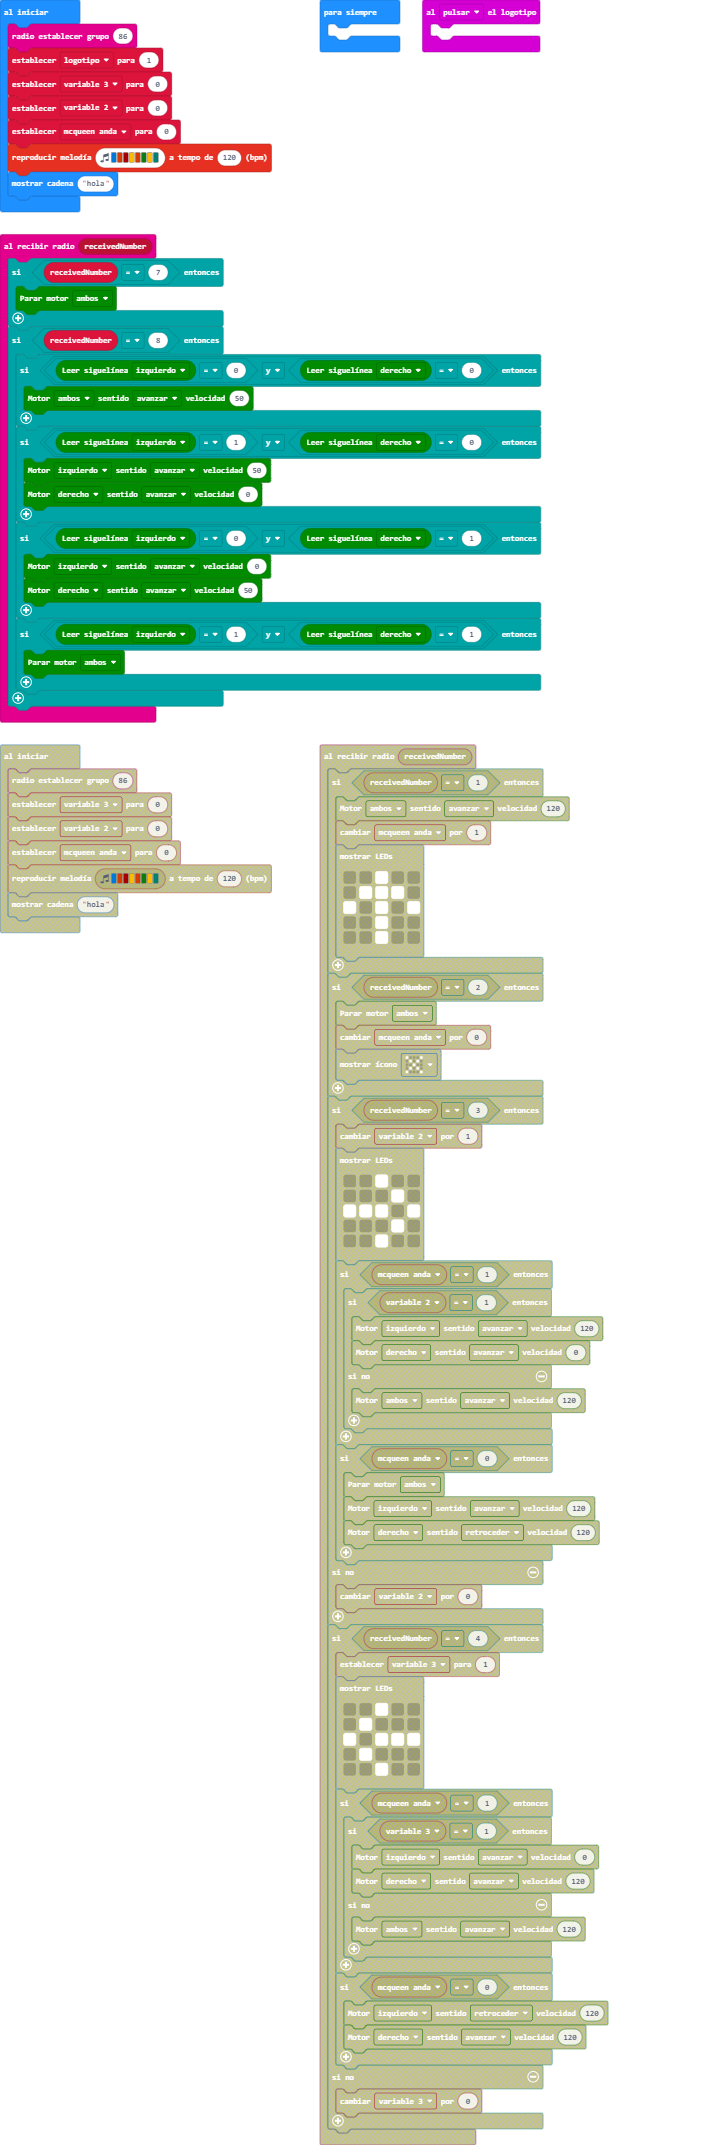 al iniciar
radio establecer grupo 86
establecer logotipo para 1
establecer variable 3 para 0
establecer variable 2 para 0
establecer mcqueen anda para 0
reproducir melodía a tempo de 120 (bpm)
mostrar cadena "hola"
para siempre
al pulsar el logotipo
al recibir radio receivedNumber
si receivedNumber = 7 entonces
Parar motor ambos
si receivedNumber = 8 entonces
si Leer siguelínea izquierdo = 0 y Leer siguelínea derecho = 0 entonces
Motor ambos sentido avanzar velocidad 50
si Leer siguelínea izquierdo = 1 y Leer siguelínea derecho = 0 entonces
Motor izquierdo sentido avanzar velocidad 50
Motor derecho sentido avanzar velocidad 0
si Leer siguelínea izquierdo = 0 y Leer siguelínea derecho = 1 entonces
Motor izquierdo sentido avanzar velocidad 0
Motor derecho sentido avanzar velocidad 50
si Leer siguelínea izquierdo = 1 y Leer siguelínea derecho = 1 entonces
Parar motor ambos
al iniciar
radio establecer grupo 86
establecer variable 3 para 0
establecer variable 2 para 0
establecer mcqueen anda para 0
reproducir melodía a tempo de 120 (bpm)
mostrar cadena "hola"
al recibir radio receivedNumber
si receivedNumber = 1 entonces
Motor ambos sentido avanzar velocidad 120
cambiar mcqueen anda por 1
mostrar LEDs
si receivedNumber = 2 entonces
Parar motor ambos
cambiar mcqueen anda por 0
mostrar ícono
si receivedNumber = 3 entonces
cambiar variable 2 por 1
mostrar LEDs
si mcqueen anda = 1 entonces
si variable 2 = 1 entonces
Motor izquierdo sentido avanzar velocidad 120
Motor derecho sentido avanzar velocidad 0
si no
Motor ambos sentido avanzar velocidad 120
si mcqueen anda = 0 entonces
Parar motor ambos
Motor izquierdo sentido avanzar velocidad 120
Motor derecho sentido retroceder velocidad 120
si no
cambiar variable 2 por 0
si receivedNumber = 4 entonces
establecer variable 3 para 1
mostrar LEDs
si mcqueen anda = 1 entonces
si variable 3 = 1 entonces
Motor izquierdo sentido avanzar velocidad 0
Motor derecho sentido avanzar velocidad 120
si no
Motor ambos sentido avanzar velocidad 120
si mcqueen anda = 0 entonces
Motor izquierdo sentido retroceder velocidad 120
Motor derecho sentido avanzar velocidad 120
si no
cambiar variable 3 por 0